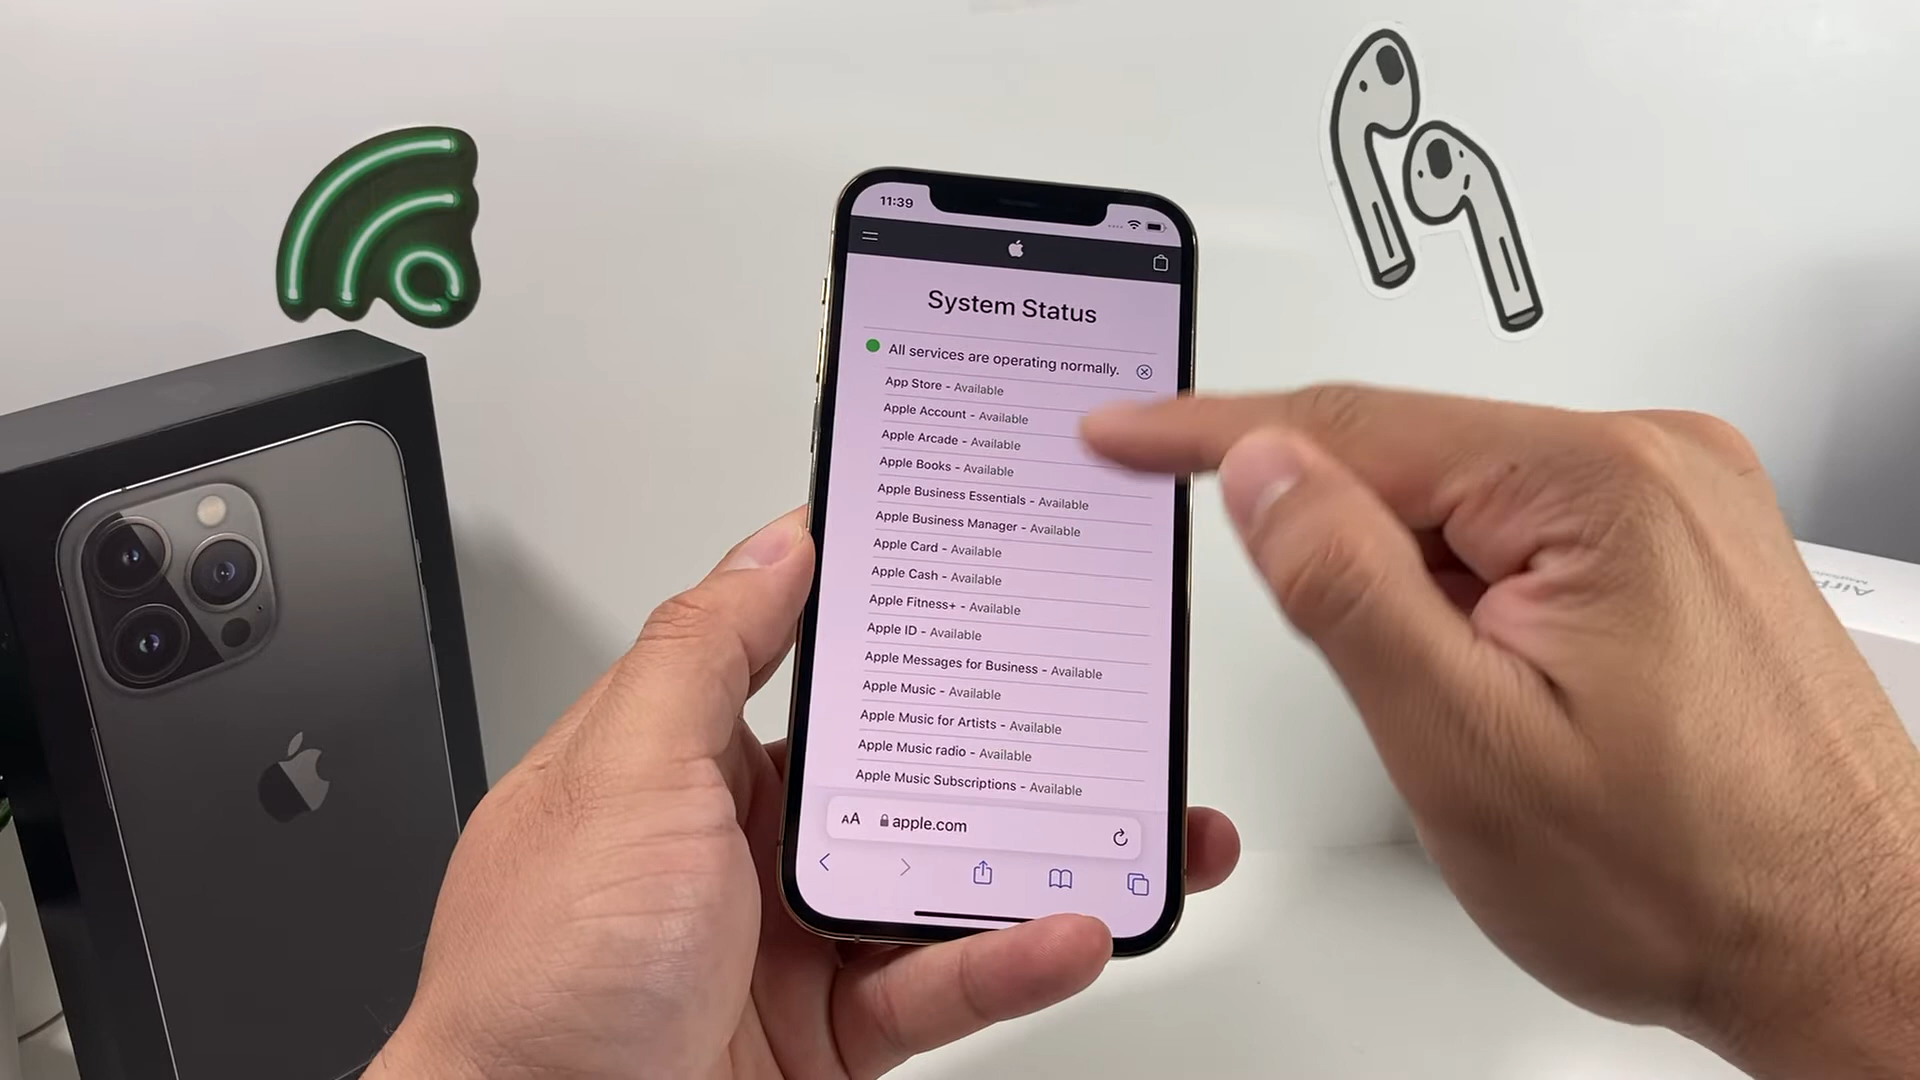 11:39
System Status
All services are operating normally.
App Store - Available
Apple Account - Available
Apple Arcade - Available
Apple Books - Available
Apple Business Essentials - Available
Apple Business Manager - Available
Apple Card - Available
Apple Cash - Available
Apple Fitness+ - Available
Apple ID - Available
Apple Messages for Business - Available
Apple Music - Available
Apple Music for Artists - Available
Apple Music radio - Available
Apple Music Subscriptions - Available
AA apple.com